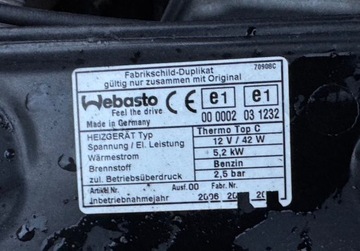 Fabrikschild-Duplikat 70908C
gültig nur zusammen mit Original
Webasto CE e1 e1
Feel the drive 00 0002 03 1232
Made in Germany
HEIZGERÄT Typ Thermo Top C
Spannung / El. Leistung 12 V / 42 W
Wärmestrom 5,2 kW
Brennstoff Benzin
zul. Betriebsüberdruck 2,5 bar
Artikel Nr. Ausf. 00 Fabr. Nr.
Inbetriebnahmejahr 2006